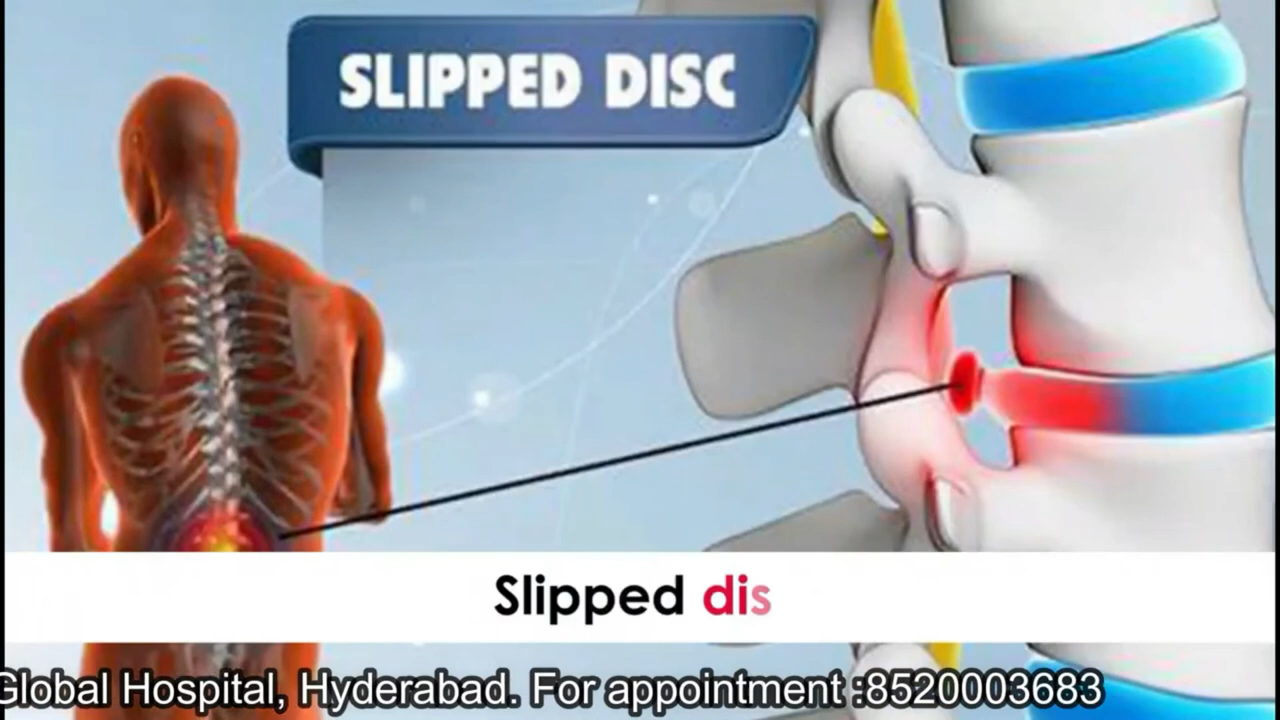 SLIPPED DISC
Slipped dis
Global Hospital, Hyderabad. For appointment :8520003683